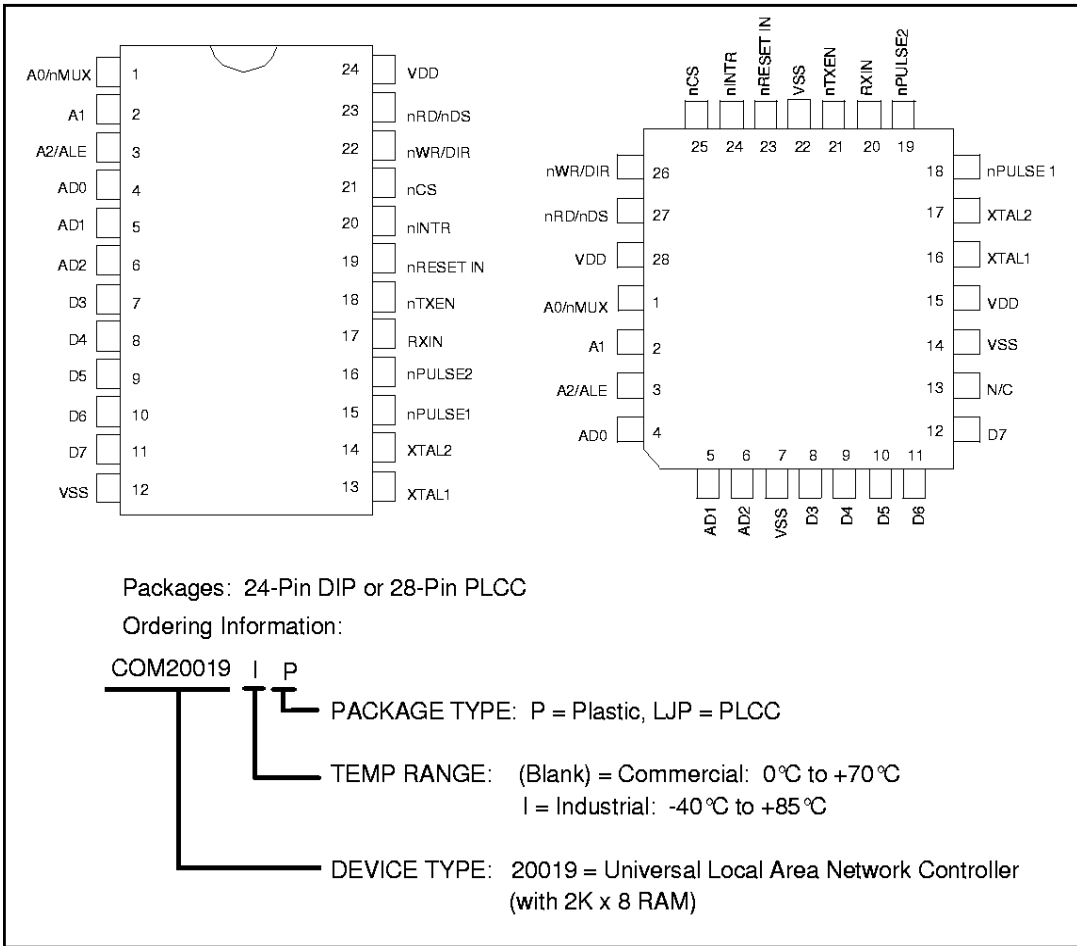 A0/nMUX 1 24 VDD
A1 2 23 nRD/nDS
A2/ALE 3 22 nWR/DIR
AD0 4 21 nCS
AD1 5 20 nINTR
AD2 6 19 nRESET IN
D3 7 18 nTXEN
D4 8 17 RXIN
D5 9 16 nPULSE2
D6 10 15 nPULSE1
D7 11 14 XTAL2
VSS 12 13 XTAL1
nCS nINTR nRESET IN VSS nTXEN RXIN nPULSE2
25 24 23 22 21 20 19
nWR/DIR 26 18 nPULSE 1
nRD/nDS 27 17 XTAL2
VDD 28 16 XTAL1
A0/nMUX 1 15 VDD
A1 2 14 VSS
A2/ALE 3 13 N/C
AD0 4 12 D7
5 6 7 8 9 10 11
AD1 AD2 VSS D3 D4 D5 D6
Packages: 24-Pin DIP or 28-Pin PLCC
Ordering Information:
COM20019 I P
PACKAGE TYPE: P = Plastic, LJP = PLCC
TEMP RANGE: (Blank) = Commercial: 0°C to +70°C
I = Industrial: -40°C to +85°C
DEVICE TYPE: 20019 = Universal Local Area Network Controller
(with 2K x 8 RAM)